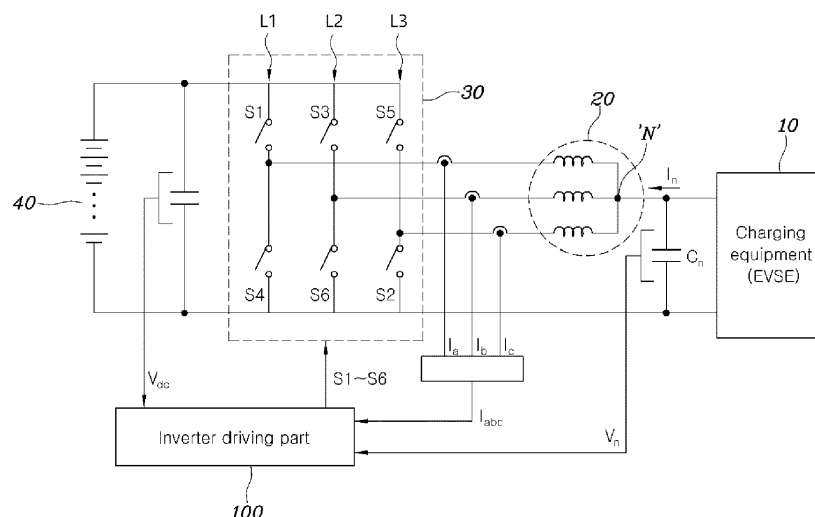 L1 L2 L3
30
S1 S3 S5
20
'N'
10
In
40
Charging
equipment
(EVSE)
Cn
S4 S6 S2
Ia Ib Ic
Vdc
S1~S6
Iabc
Vn
Inverter driving part
100